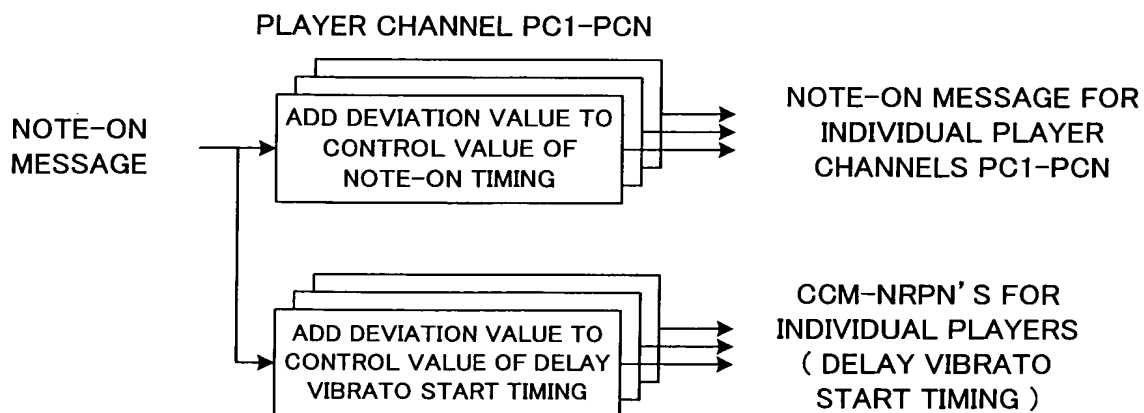 PLAYER CHANNEL PC1-PCN
NOTE-ON
MESSAGE
ADD DEVIATION VALUE TO
CONTROL VALUE OF
NOTE-ON TIMING
NOTE-ON MESSAGE FOR
INDIVIDUAL PLAYER
CHANNELS PC1-PCN
ADD DEVIATION VALUE TO
CONTROL VALUE OF DELAY
VIBRATO START TIMING
CCM-NRPN'S FOR
INDIVIDUAL PLAYERS
( DELAY VIBRATO
START TIMING )